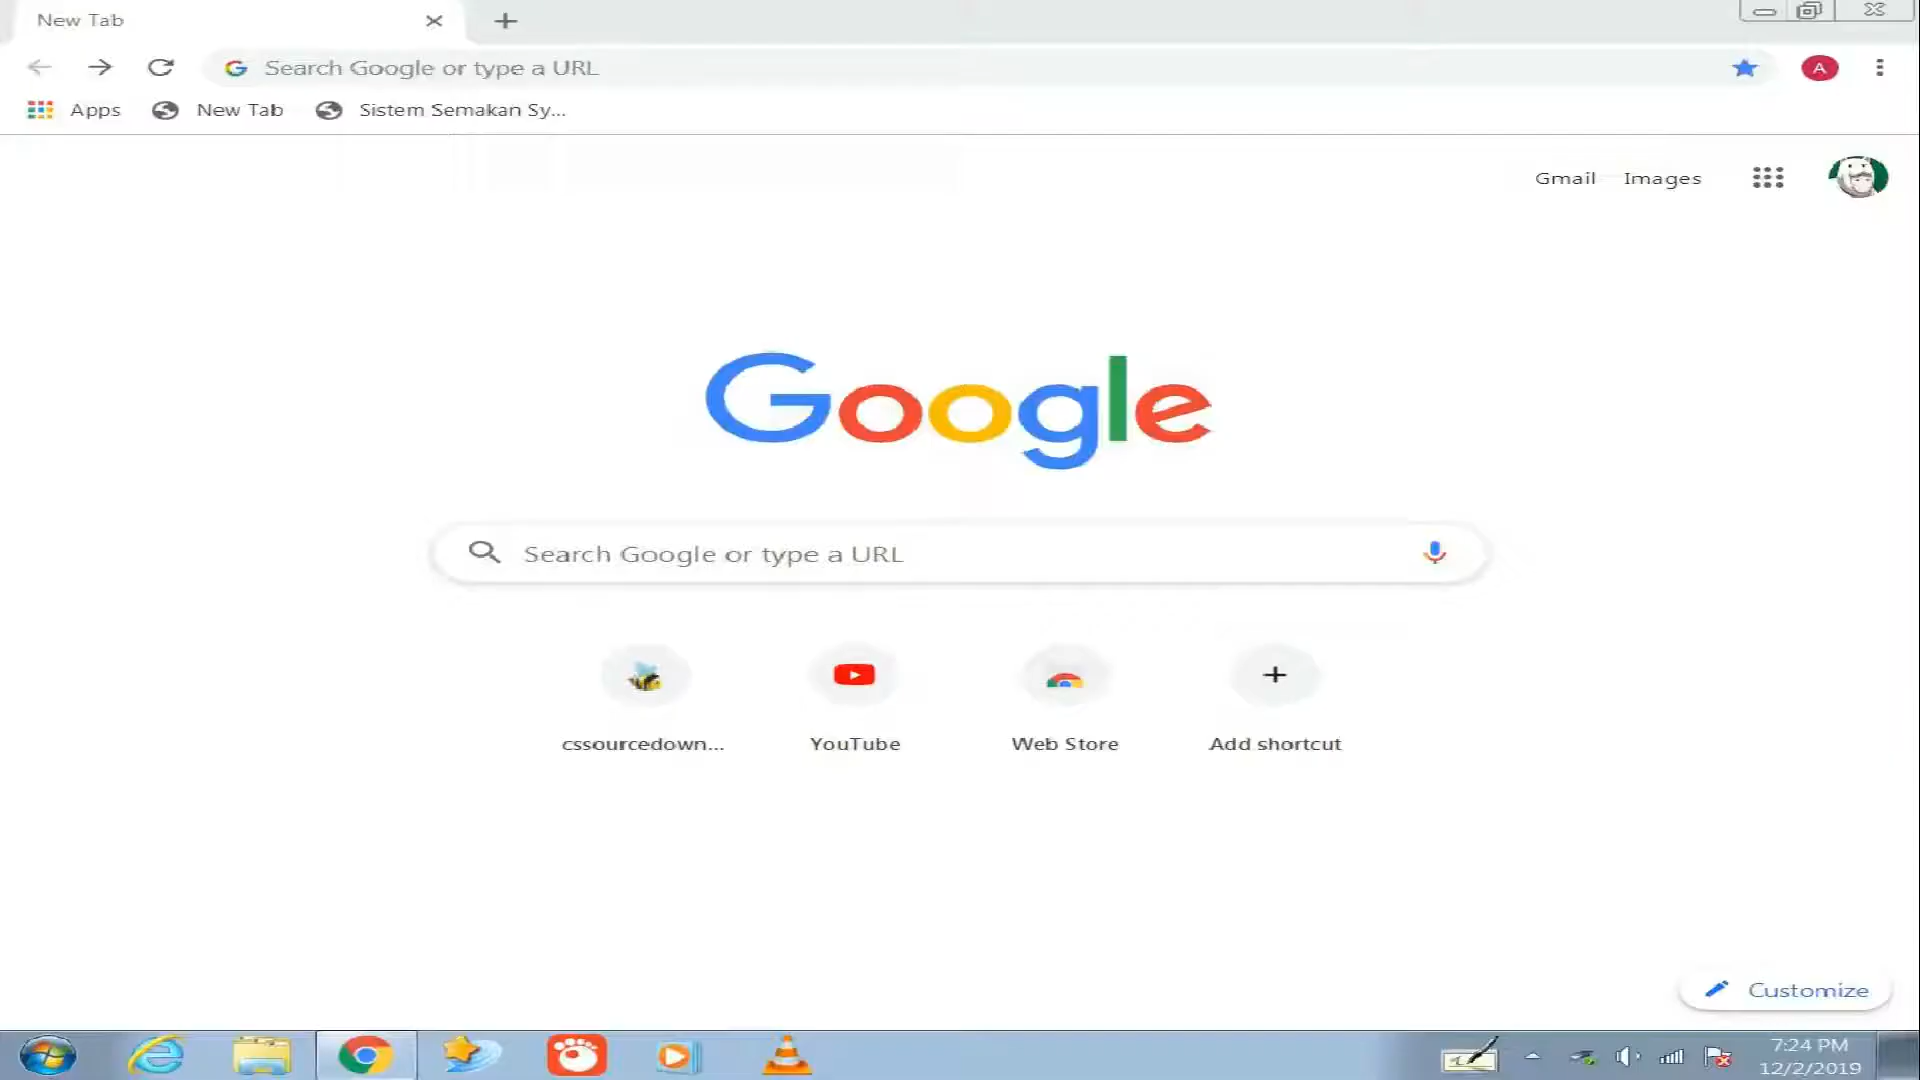 New Tab
Search Google or type a URL
A
Apps New Tab Sistem Semakan Sy...
Gmail Images
Google
Search Google or type a URL
cssourcedown... YouTube Web Store Add shortcut
Customize
7:24 PM
12/2/2019